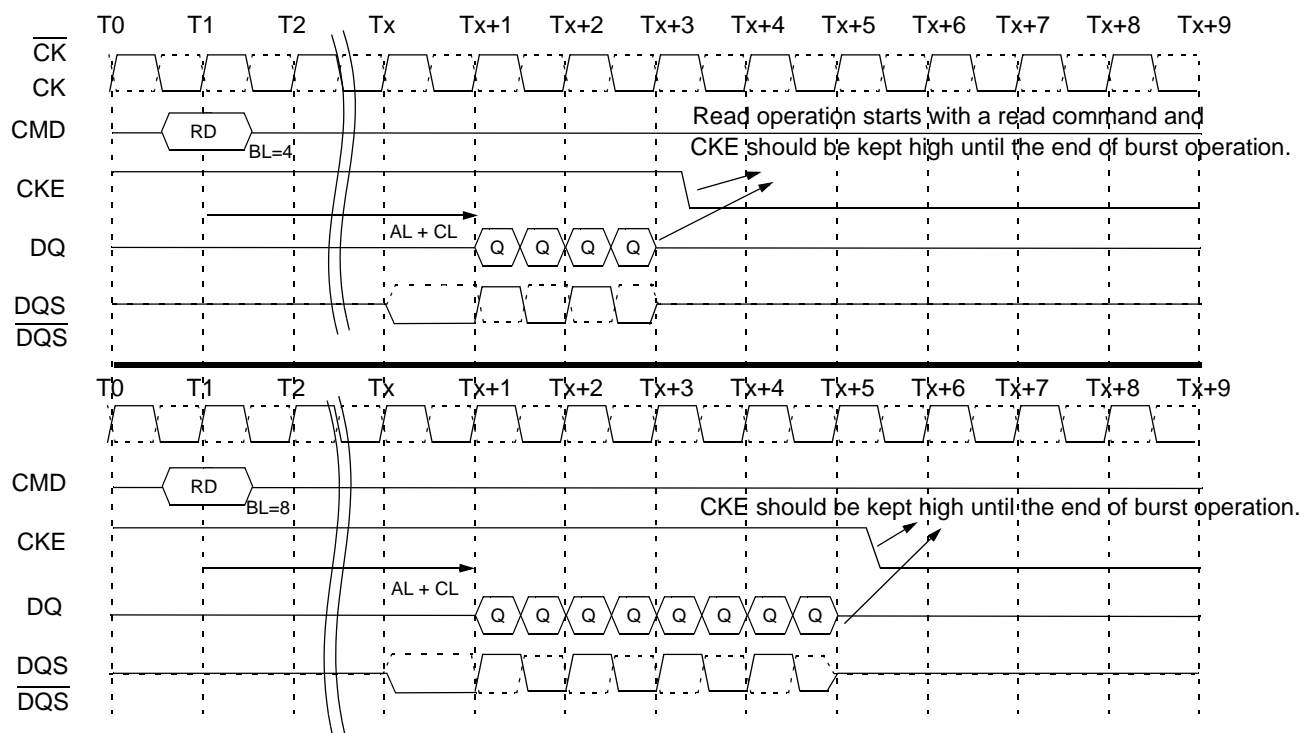 T0 T1 T2 Tx Tx+1 Tx+2 Tx+3 Tx+4 Tx+5 Tx+6 Tx+7 Tx+8 Tx+9
CK
CK
CMD RD BL=4
Read operation starts with a read command and
CKE should be kept high until the end of burst operation.
CKE
AL + CL
DQ Q Q Q Q
DQS
DQS
T0 T1 T2 Tx Tx+1 Tx+2 Tx+3 Tx+4 Tx+5 Tx+6 Tx+7 Tx+8 Tx+9
CMD RD BL=8
CKE should be kept high until the end of burst operation.
CKE
AL + CL
DQ Q Q Q Q Q Q Q Q
DQS
DQS